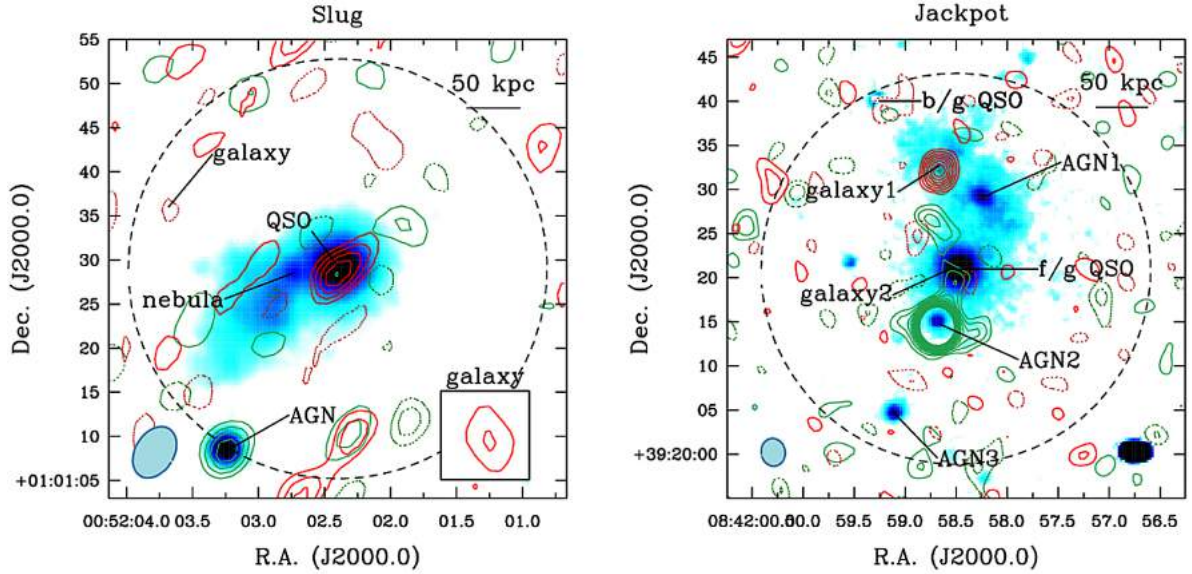 Slug
55
50
45
40
35
30
25
20
15
10
+01:01:05
Dec. (J2000.0)
50 kpc
galaxy
QSO
nebula
AGN
galaxy
00:52:04.0
03.5
03.0
02.5
02.0
01.5
01.0
R.A. (J2000.0)
Jackpot
45
40
35
30
25
20
15
10
05
+39:20:00
Dec. (J2000.0)
50 kpc
b/g QSO
AGN1
galaxy1
f/g QSO
galaxy2
AGN2
AGN3
08:42:00.0
59.5
59.0
58.5
58.0
57.5
57.0
56.5
R.A. (J2000.0)